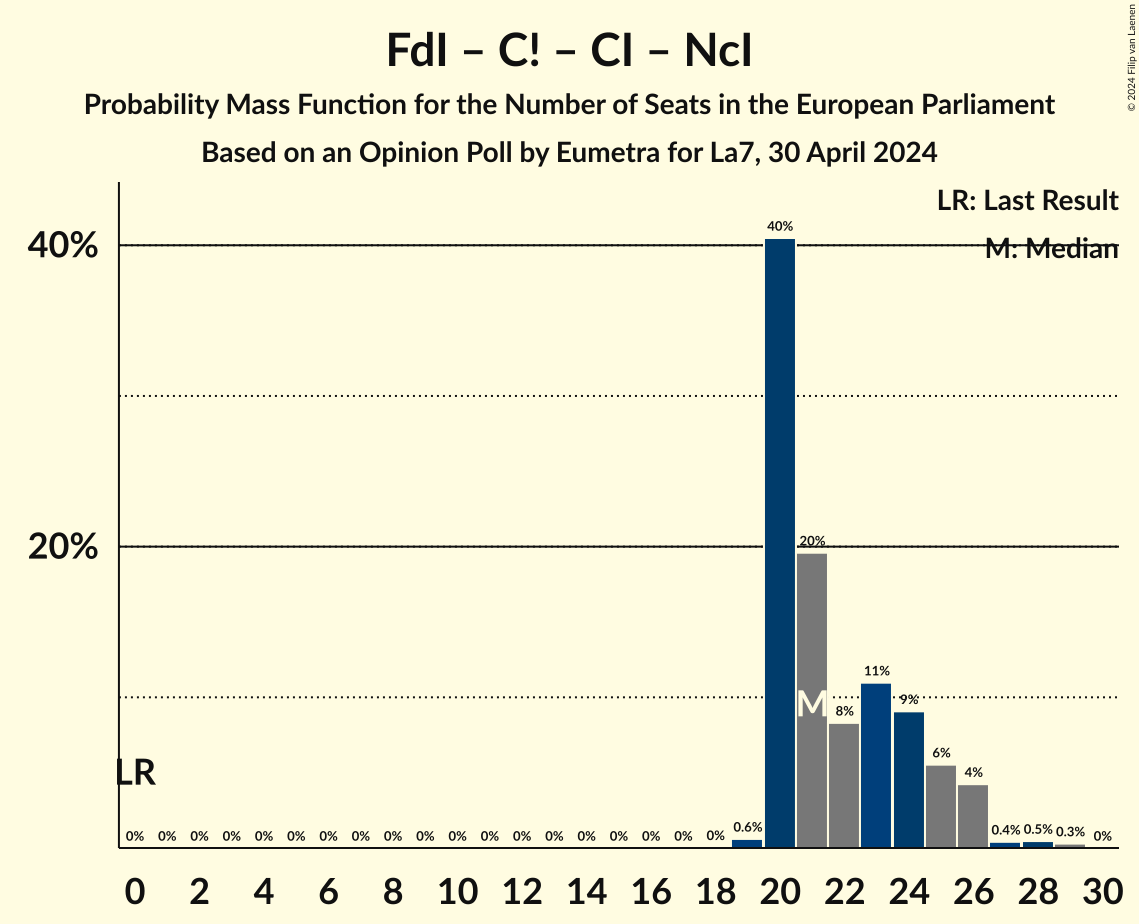 FdI – C! – CI – NcI
Probability Mass Function for the Number of Seats in the European Parliament
Based on an Opinion Poll by Eumetra for La7, 30 April 2024
© 2024 Filip van Laenen
LR: Last Result
M: Median
40%
20%
LR
M
0% 0% 0% 0% 0% 0% 0% 0% 0% 0% 0% 0% 0% 0% 0% 0% 0% 0% 0% 0.6% 40% 20% 8% 11% 9% 6% 4% 0.4% 0.5% 0.3% 0%
0 2 4 6 8 10 12 14 16 18 20 22 24 26 28 30